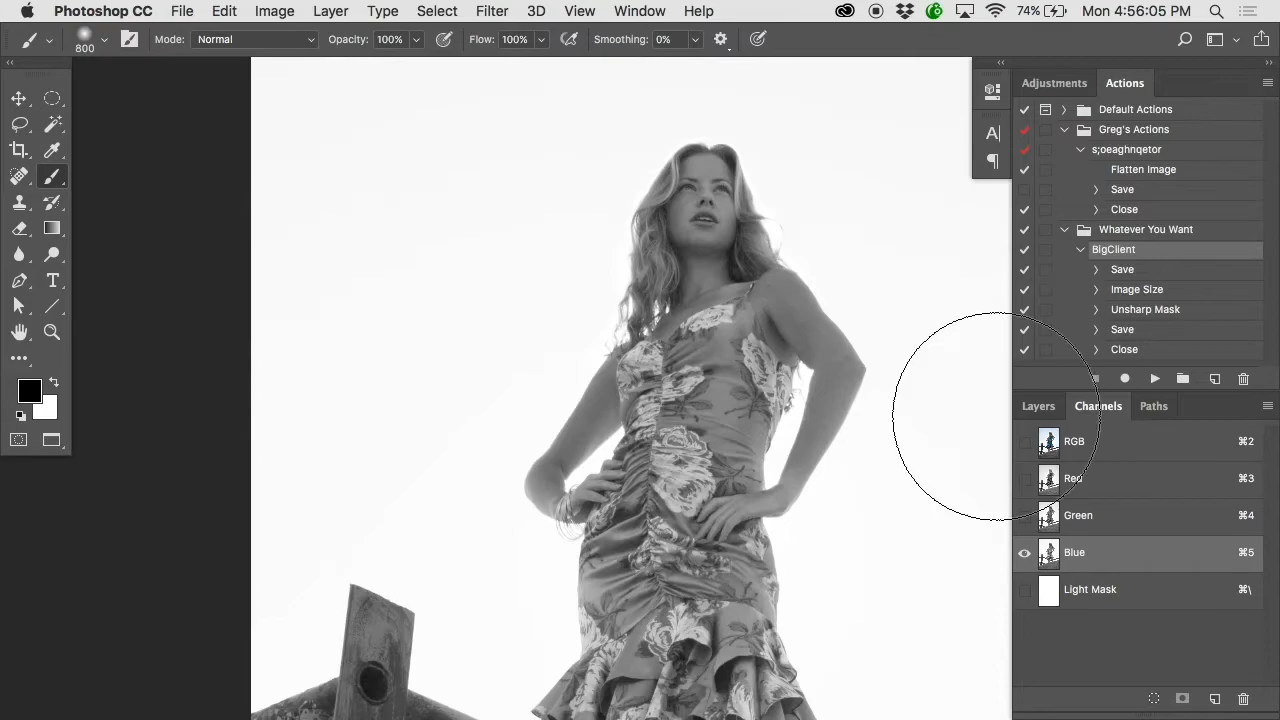 Photoshop CC File Edit Image Layer Type Select Filter 3D View Window Help 74% Mon 4:56:05 PM
800 Mode: Normal Opacity: 100% Flow: 100% Smoothing: 0%
Adjustments Actions
Default Actions
Greg's Actions
s;oeaghnqetor
Flatten Image
Save
Close
Whatever You Want
BigClient
Save
Image Size
Unsharp Mask
Save
Close
Layers Channels Paths
RGB ⌘2
Red ⌘3
Green ⌘4
Blue ⌘5
Light Mask ⌘\